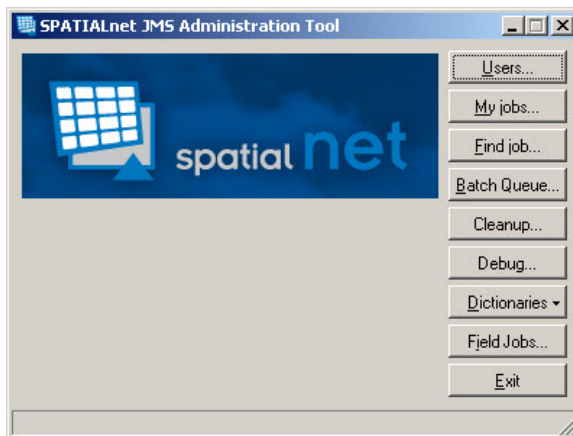 SPATIALnet JMS Administration Tool
spatial net
Users...
My jobs...
Find job...
Batch Queue...
Cleanup...
Debug...
Dictionaries
Field Jobs...
Exit